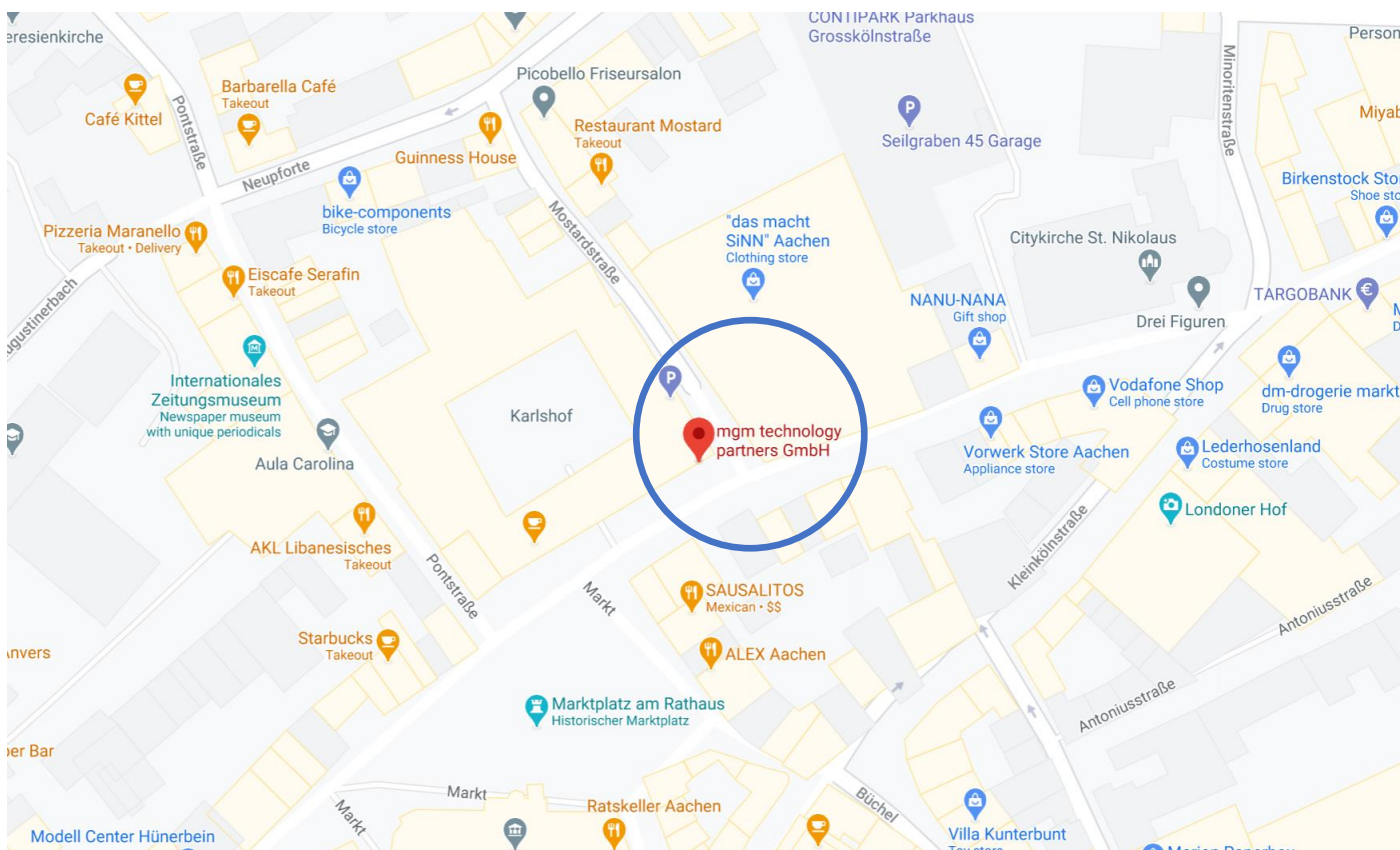 CONTIPARK Parkhaus
Grosskölnstraße
eresienkirche
Person
Picobello Friseursalon
Minoritenstraße
Barbarella Café
Takeout
Café Kittel
Pontstraße
Restaurant Mostard
Takeout
Miyab
Seilgraben 45 Garage
Guinness House
Neupforte
Birkenstock Sto
Shoe sto
bike-components
Bicycle store
Mostardstraße
"das macht
SiNN" Aachen
Clothing store
Pizzeria Maranello
Takeout • Delivery
Citykirche St. Nikolaus
Eiscafe Serafin
Takeout
ugustinerbach
TARGOBANK
NANU-NANA
Gift shop
Drei Figuren
M
D
Internationales
Zeitungsmuseum
Newspaper museum
with unique periodicals
Vodafone Shop
Cell phone store
dm-drogerie markt
Drug store
Karlshof
mgm technology
partners GmbH
Vorwerk Store Aachen
Appliance store
Lederhosenland
Costume store
Aula Carolina
Londoner Hof
AKL Libanesisches
Takeout
Kleinkölnstraße
Pontstraße
Markt
SAUSALITOS
Mexican • $$
Antoniusstraße
Starbucks
Takeout
ALEX Aachen
Anvers
Marktplatz am Rathaus
Historischer Marktplatz
Antoniusstraße
per Bar
Markt
Markt
Ratskeller Aachen
Büchel
Modell Center Hünerbein
Villa Kunterbunt